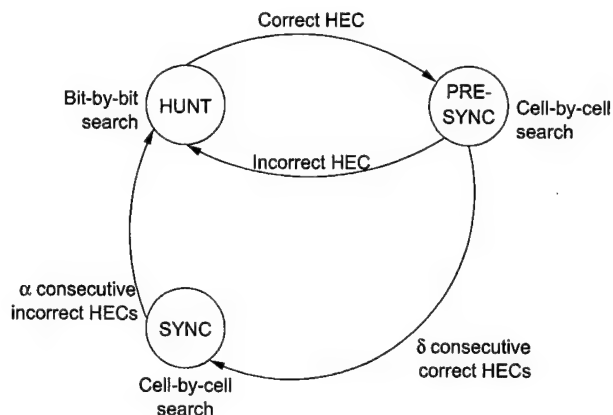 Correct HEC
Bit-by-bit
search
HUNT
PRE-
SYNC
Cell-by-cell
search
Incorrect HEC
α consecutive
incorrect HECs
SYNC
Cell-by-cell
search
δ consecutive
correct HECs